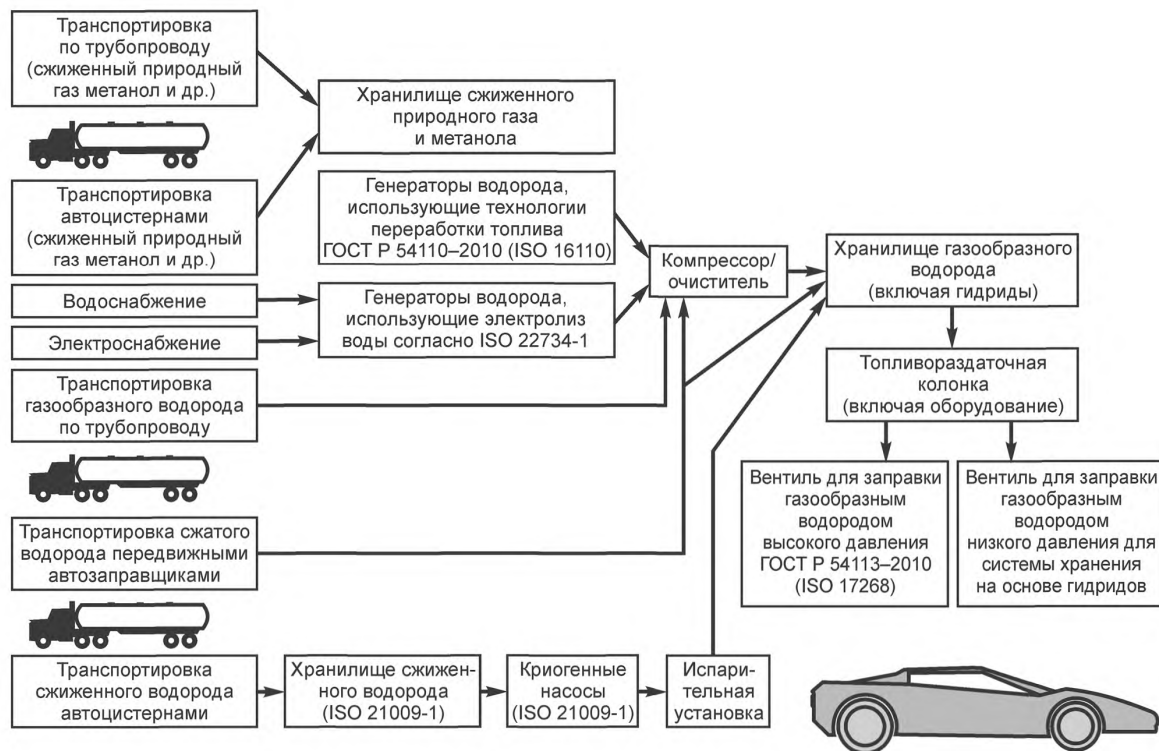 Транспортировка
по трубопроводу
(сжиженный природный
газ метанол и др.)
Хранилище сжиженного
природного газа
и метанола
Транспортировка
автоцистернами
(сжиженный природный
газ метанол и др.)
Генераторы водорода,
использующие технологии
переработки топлива
ГОСТ Р 54110–2010 (ISO 16110)
Водоснабжение
Электроснабжение
Генераторы водорода,
использующие электролиз
воды согласно ISO 22734-1
Компрессор/
очиститель
Хранилище газообразного
водорода
(включая гидриды)
Топливораздаточная
колонка
(включая оборудование)
Транспортировка
газообразного водорода
по трубопроводу
Вентиль для заправки
газообразным
водородом
высокого давления
ГОСТ Р 54113–2010
(ISO 17268)
Вентиль для заправки
газообразным
водородом
низкого давления для
системы хранения
на основе гидридов
Транспортировка сжатого
водорода передвижными
автозаправщиками
Транспортировка
сжиженного водорода
автоцистернами
Хранилище сжижен-
ного водорода
(ISO 21009-1)
Криогенные
насосы
(ISO 21009-1)
Испари-
тельная
установка